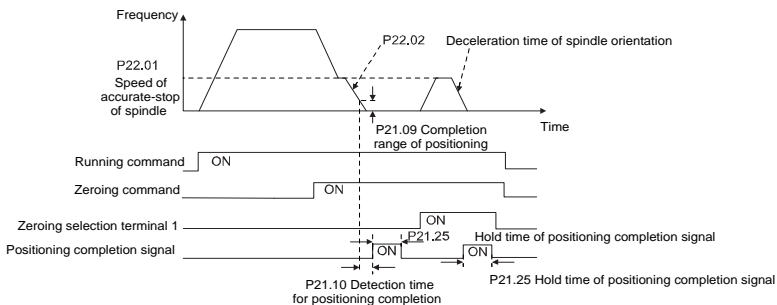 Frequency
P22.01
Speed of
accurate-stop
of spindle
P22.02
Deceleration time of spindle orientation
Time
P21.09 Completion
range of positioning
Running command
ON
Zeroing command
ON
Zeroing selection terminal 1
ON
Positioning completion signal
ON
P21.25
Hold time of positioning completion signal
ON
P21.10 Detection time
for positioning completion
P21.25 Hold time of positioning completion signal